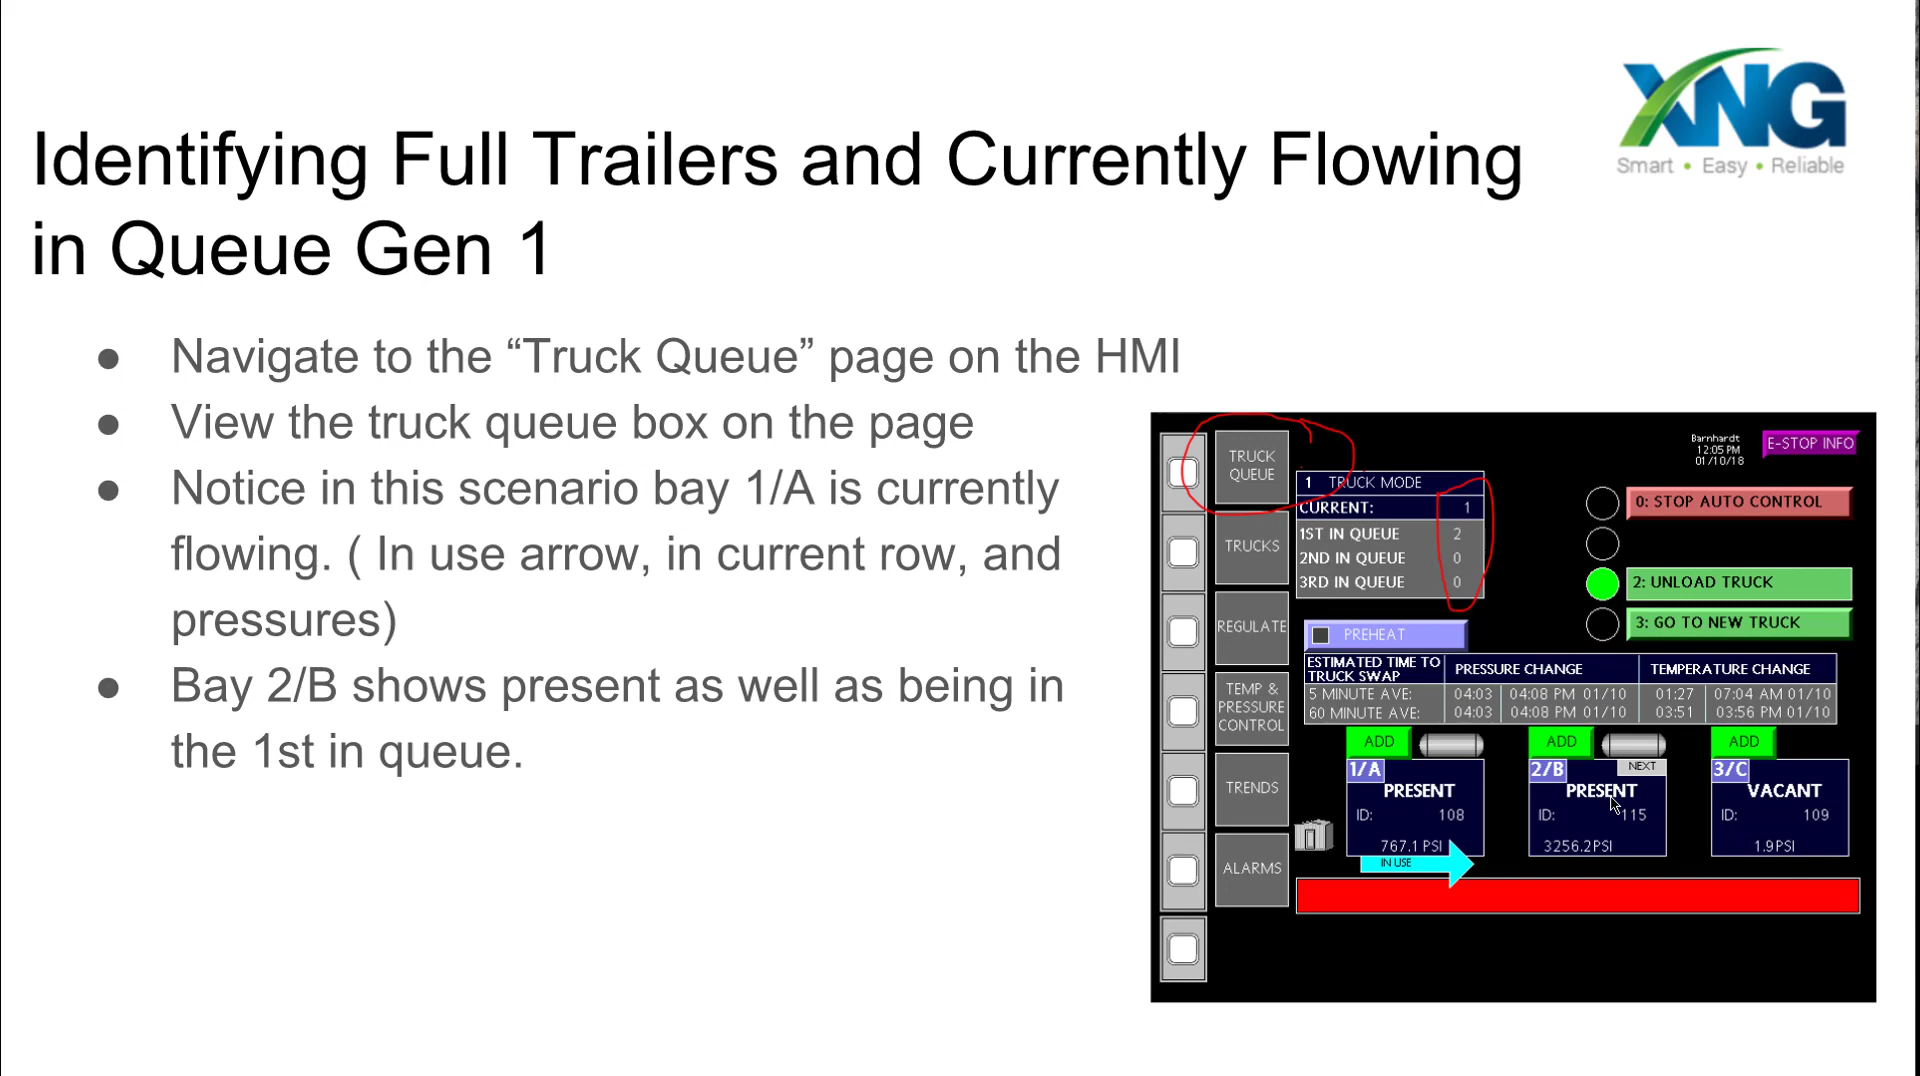 XNG
Smart • Easy • Reliable
Identifying Full Trailers and Currently Flowing
in Queue Gen 1
● Navigate to the “Truck Queue” page on the HMI
● View the truck queue box on the page
● Notice in this scenario bay 1/A is currently
flowing. ( In use arrow, in current row, and
pressures)
● Bay 2/B shows present as well as being in
the 1st in queue.
TRUCK
QUEUE
TRUCKS
REGULATE
TEMP &
PRESSURE
CONTROL
TRENDS
ALARMS
Barnhardt
12:05 PM
01/10/18
E-STOP INFO
1 TRUCK MODE
CURRENT: 1
1ST IN QUEUE 2
2ND IN QUEUE 0
3RD IN QUEUE 0
0: STOP AUTO CONTROL
2: UNLOAD TRUCK
3: GO TO NEW TRUCK
PREHEAT
ESTIMATED TIME TO
TRUCK SWAP
PRESSURE CHANGE
TEMPERATURE CHANGE
5 MINUTE AVE: 04:03 04:08 PM 01/10 01:27 07:04 AM 01/10
60 MINUTE AVE: 04:03 04:08 PM 01/10 03:51 03:56 PM 01/10
ADD
1/A
PRESENT
ID: 108
767.1 PSI
IN USE
ADD
2/B
NEXT
PRESENT
ID: 115
3256.2PSI
ADD
3/C
VACANT
ID: 109
1.9PSI